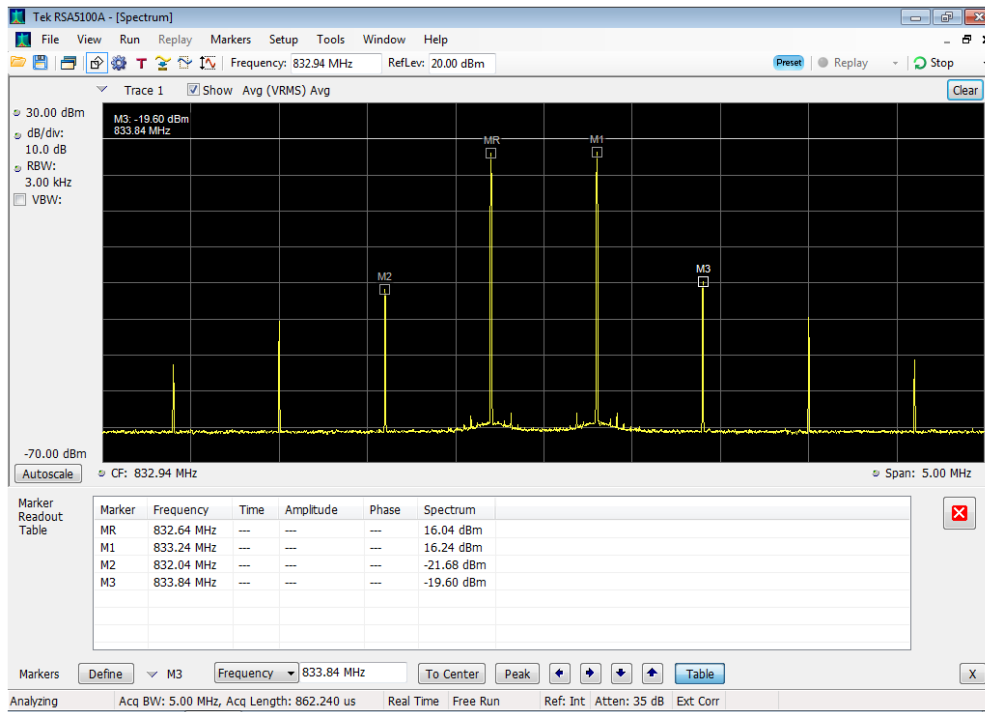 Tek RSA5100A - [Spectrum]
File View Run Replay Markers Setup Tools Window Help
T Frequency: 832.94 MHz RefLev: 20.00 dBm Preset Replay Stop
Trace 1 Show Avg (VRMS) Avg Clear
30.00 dBm
dB/div:
10.0 dB
RBW:
3.00 kHz
VBW:
M3: -19.60 dBm
833.84 MHz
MR
M1
M2
M3
-70.00 dBm
Autoscale CF: 832.94 MHz Span: 5.00 MHz
Marker
Readout
Table
Marker Frequency Time Amplitude Phase Spectrum
MR 832.64 MHz --- --- --- 16.04 dBm
M1 833.24 MHz --- --- --- 16.24 dBm
M2 832.04 MHz --- --- --- -21.68 dBm
M3 833.84 MHz --- --- --- -19.60 dBm
Markers Define M3 Frequency 833.84 MHz To Center Peak Table X
Analyzing Acq BW: 5.00 MHz, Acq Length: 862.240 us Real Time Free Run Ref: Int Atten: 35 dB Ext Corr